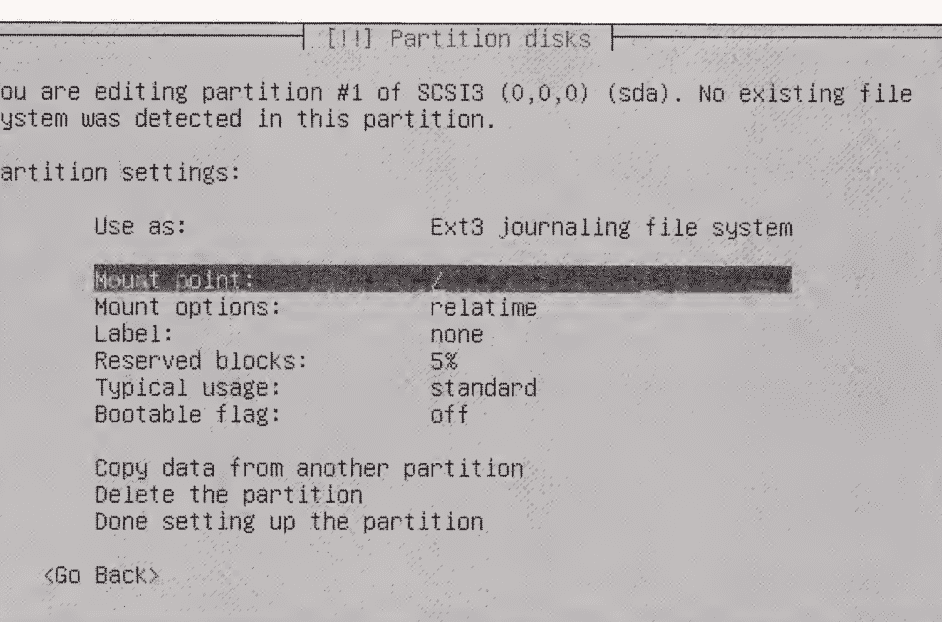 [!!] Partition disks
ou are editing partition #1 of SCSI3 (0,0,0) (sda). No existing file
ystem was detected in this partition.
artition settings:
Use as: Ext3 journaling file system
Mount point: /
Mount options: relatime
Label: none
Reserved blocks: 5%
Typical usage: standard
Bootable flag: off
Copy data from another partition
Delete the partition
Done setting up the partition
<Go Back>